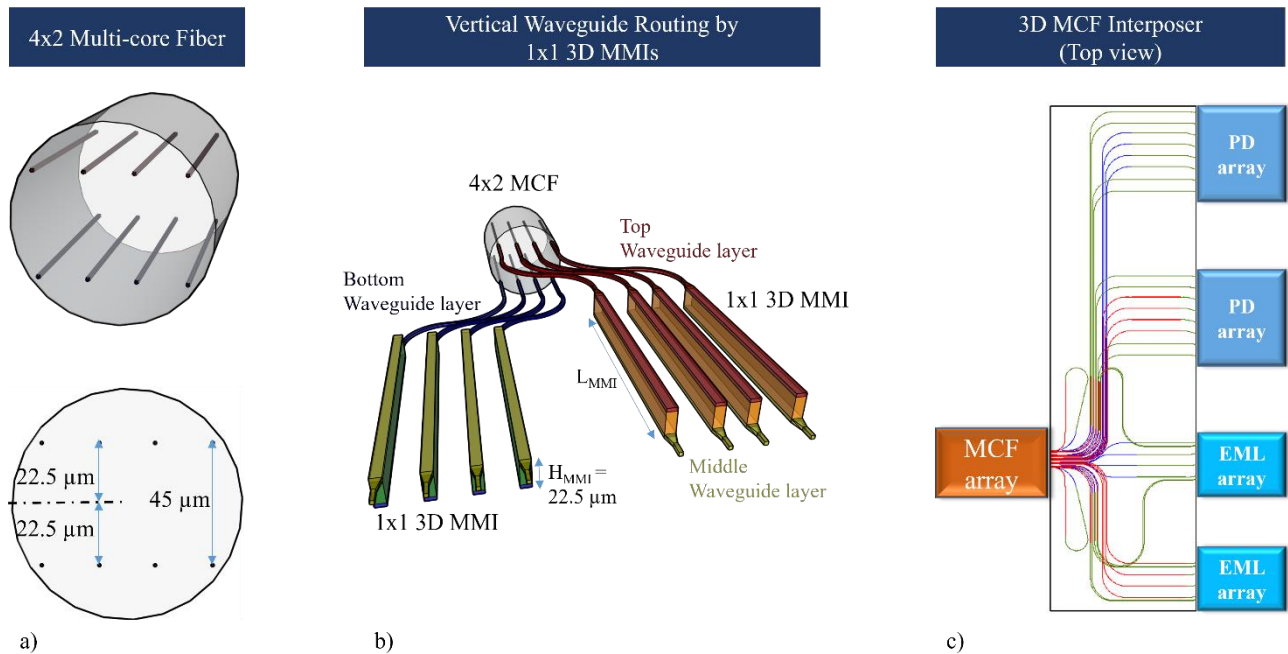 4x2 Multi-core Fiber
22.5 µm
22.5 µm
45 µm
a)
Vertical Waveguide Routing by
1x1 3D MMIs
4x2 MCF
Top
Waveguide layer
Bottom
Waveguide layer
1x1 3D MMI
L_MMI
H_MMI =
22.5 µm
Middle
Waveguide layer
1x1 3D MMI
b)
3D MCF Interposer
(Top view)
PD
array
PD
array
MCF
array
EML
array
EML
array
c)